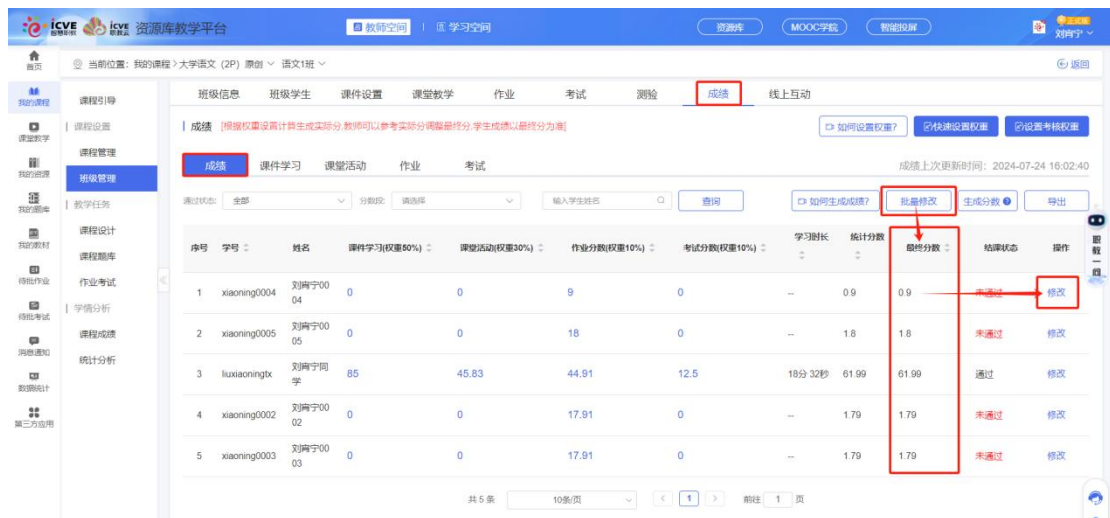 icve 智慧职教 icve 职教云 资源库教学平台 教师空间 学习空间 资源库 MOOC学院 智能投屏 正式版 刘肖宁
首页 当前位置：我的课程>大学语文 (2P) 原创 语文1班 返回
我的课程 课程引导 班级信息 班级学生 课件设置 课堂教学 作业 考试 测验 成绩 线上互动
课堂教学 课程设置 成绩 [根据权重设置计算生成实际分,教师可以参考实际分调整最终分,学生成绩以最终分为准] 如何设置权重? 快速设置权重 设置考核权重
我的资源 课程管理 成绩 课件学习 课堂活动 作业 考试 成绩上次更新时间：2024-07-24 16:02:40
班级管理
我的题库 教学任务 通过状态: 全部 分数段: 请选择 输入学生姓名 查询 如何生成成绩? 批量修改 生成分数 导出
我的教材 课程设计 序号 学号 姓名 课件学习(权重50%) 课堂活动(权重30%) 作业分数(权重10%) 考试分数(权重10%) 学习时长 统计分数 最终分数 结课状态 操作 职教一问
课程题库
待批作业 作业考试 1 xiaoning0004 刘肖宁0004 0 0 9 0 -- 0.9 0.9 未通过 修改
待批考试 学情分析
消息通知 课程成绩 2 xiaoning0005 刘肖宁0005 0 0 18 0 -- 1.8 1.8 未通过 修改
数据统计 统计分析 3 liuxiaoningtx 刘肖宁同学 85 45.83 44.91 12.5 18分 32秒 61.99 61.99 通过 修改
第三方应用 4 xiaoning0002 刘肖宁0002 0 0 17.91 0 -- 1.79 1.79 未通过 修改
5 xiaoning0003 刘肖宁0003 0 0 17.91 0 -- 1.79 1.79 未通过 修改
共 5 条 10条/页 1 前往 1 页